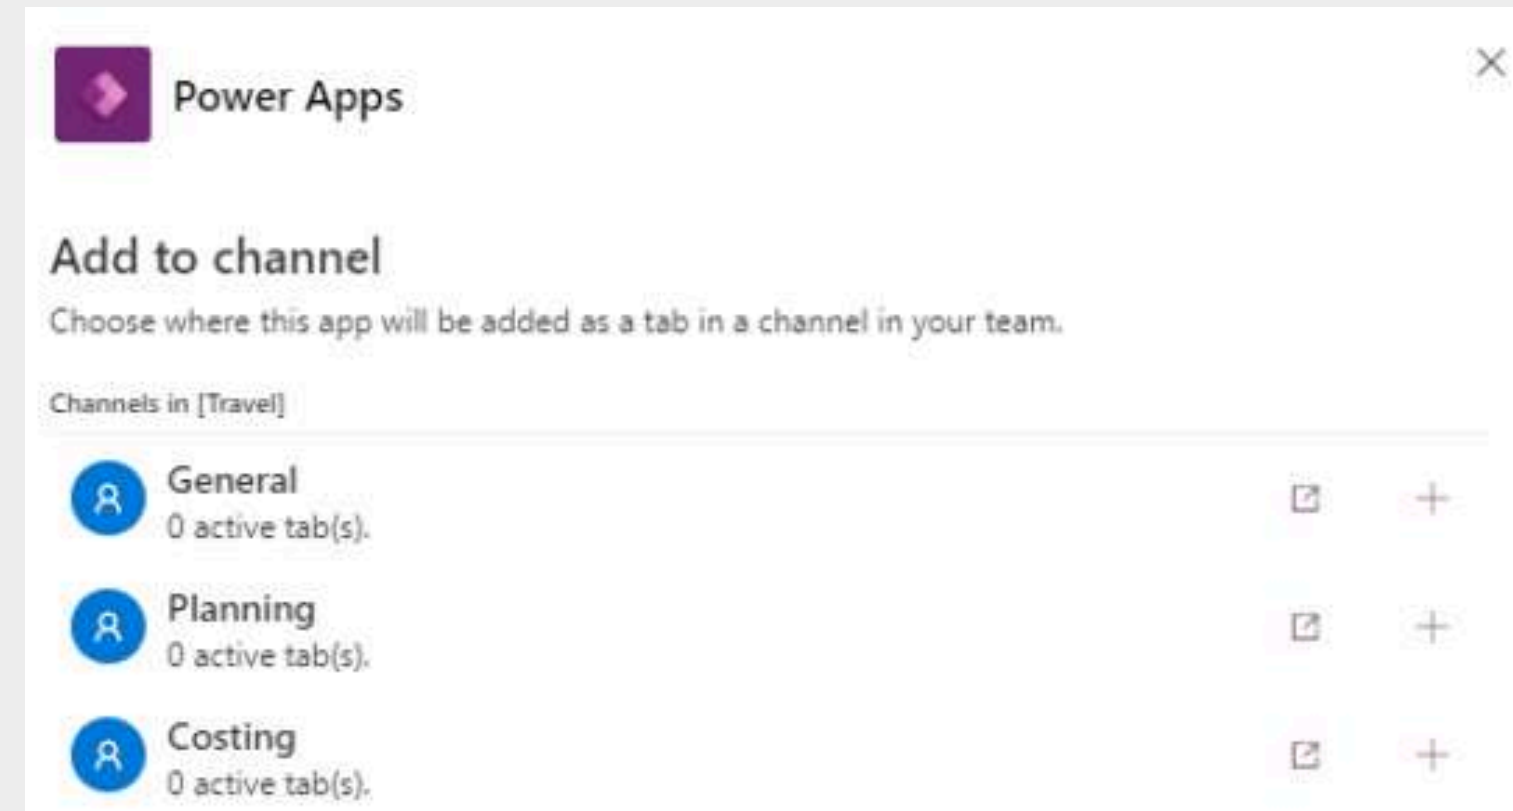 Power Apps
Add to channel
Choose where this app will be added as a tab in a channel in your team.
Channels in [Travel]
General
0 active tab(s).
Planning
0 active tab(s).
Costing
0 active tab(s).